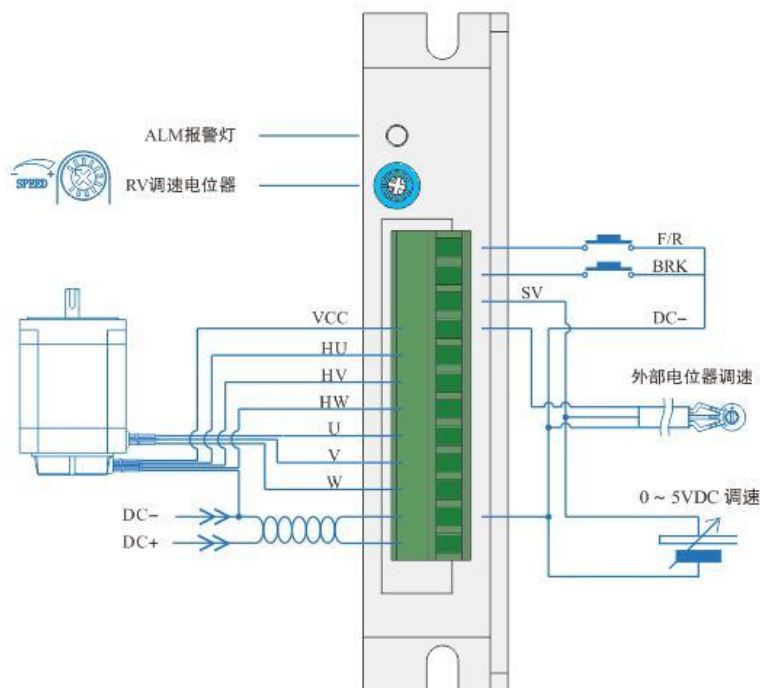 ALM报警灯
SPEED
RV调速电位器
F/R
BRK
SV
VCC
DC-
HU
HV
外部电位器调速
HW
U
V
W
0 ~ 5VDC 调速
DC-
DC+